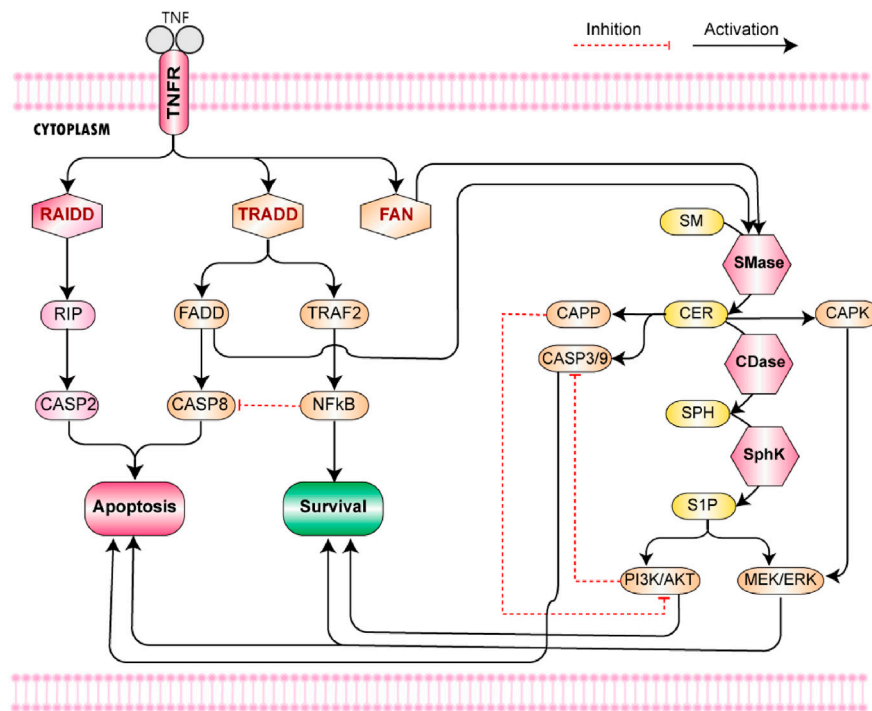 TNF
Inhition
Activation
TNFR
CYTOPLASM
RAIDD
TRADD
FAN
SM
SMase
RIP
FADD
TRAF2
CAPP
CER
CAPK
CASP3/9
CDase
CASP2
CASP8
NFkB
SPH
SphK
Apoptosis
Survival
S1P
PI3K/AKT
MEK/ERK